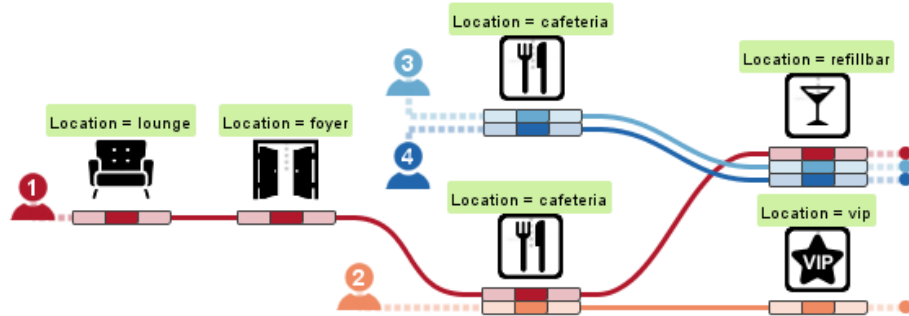 Location = cafeteria
3
Location = refillbar
Location = lounge
Location = foyer
4
1
Location = cafeteria
Location = vip
2
VIP